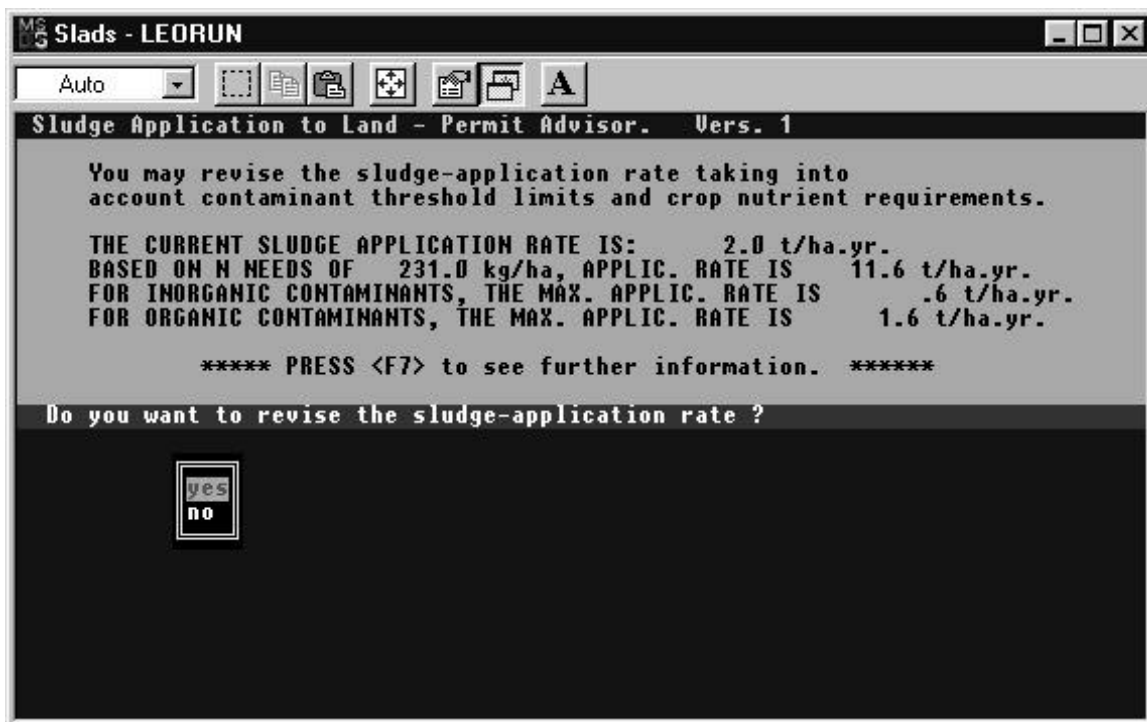 Slads - LEORUN
Auto
A
Sludge Application to Land - Permit Advisor. Vers. 1
You may revise the sludge-application rate taking into
account contaminant threshold limits and crop nutrient requirements.
THE CURRENT SLUDGE APPLICATION RATE IS: 2.0 t/ha.yr.
BASED ON N NEEDS OF 231.0 kg/ha, APPLIC. RATE IS 11.6 t/ha.yr.
FOR INORGANIC CONTAMINANTS, THE MAX. APPLIC. RATE IS .6 t/ha.yr.
FOR ORGANIC CONTAMINANTS, THE MAX. APPLIC. RATE IS 1.6 t/ha.yr.
***** PRESS <F7> to see further information. ******
Do you want to revise the sludge-application rate ?
yes
no